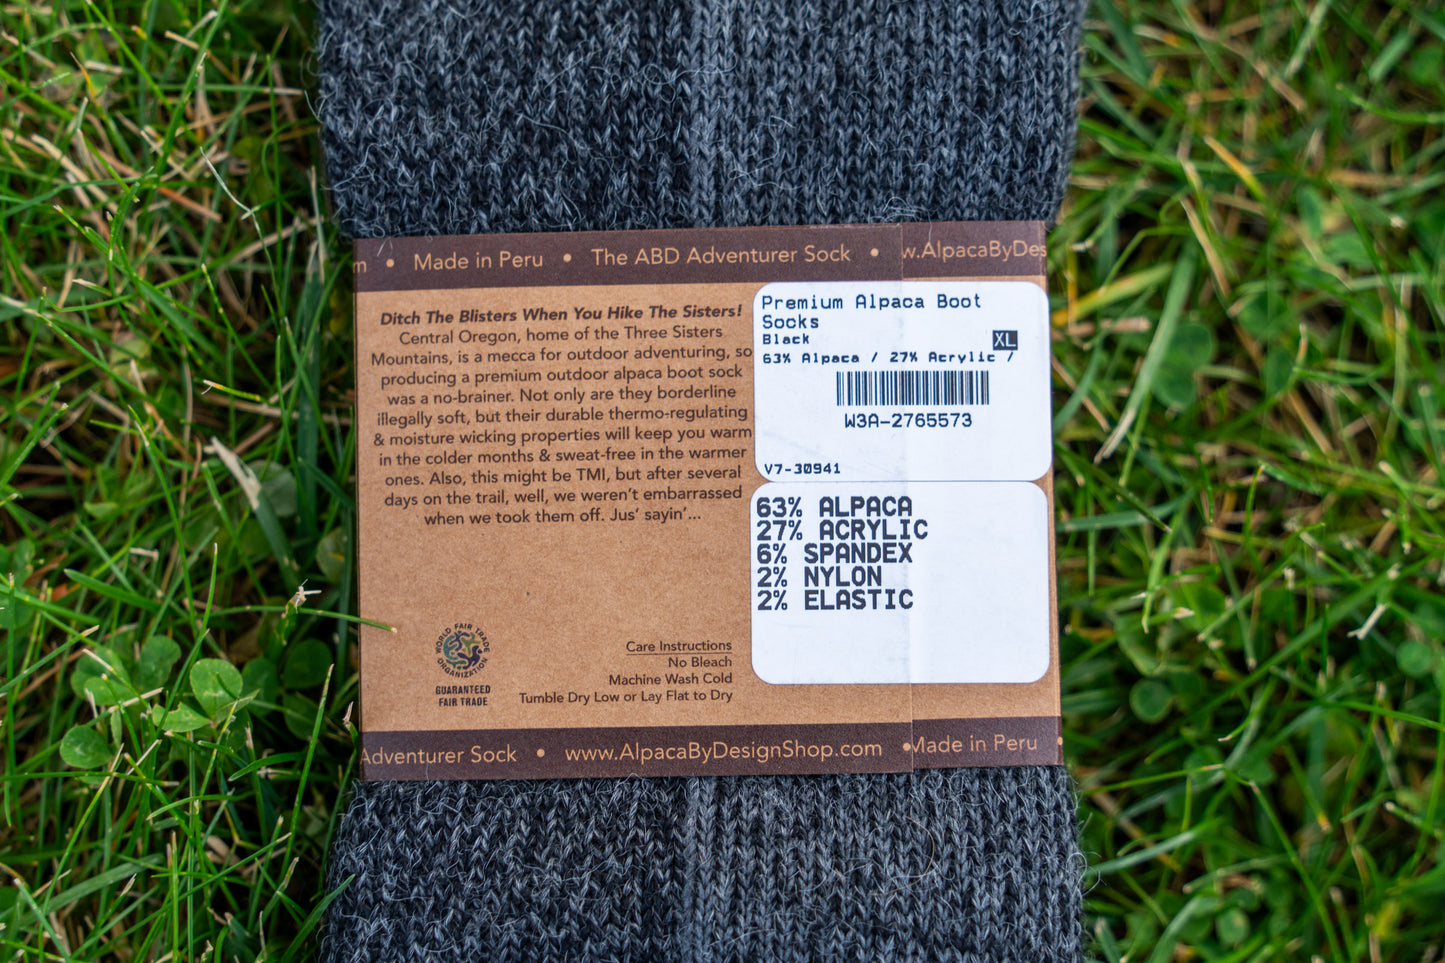 m • Made in Peru • The ABD Adventurer Sock • w.AlpacaByDes
Ditch The Blisters When You Hike The Sisters!
Central Oregon, home of the Three Sisters
Mountains, is a mecca for outdoor adventuring, so
producing a premium outdoor alpaca boot sock
was a no-brainer. Not only are they borderline
illegally soft, but their durable thermo-regulating
& moisture wicking properties will keep you warm
in the colder months & sweat-free in the warmer
ones. Also, this might be TMI, but after several
days on the trail, well, we weren't embarrassed
when we took them off. Jus' sayin'...
WORLD FAIR TRADE
ORGANIZATION
GUARANTEED
FAIR TRADE
Care Instructions
No Bleach
Machine Wash Cold
Tumble Dry Low or Lay Flat to Dry
Premium Alpaca Boot
Socks
Black
XL
63% Alpaca / 27% Acrylic /
W3A-2765573
V7-30941
63% ALPACA
27% ACRYLIC
6% SPANDEX
2% NYLON
2% ELASTIC
Adventurer Sock • www.AlpacaByDesignShop.com • Made in Peru •